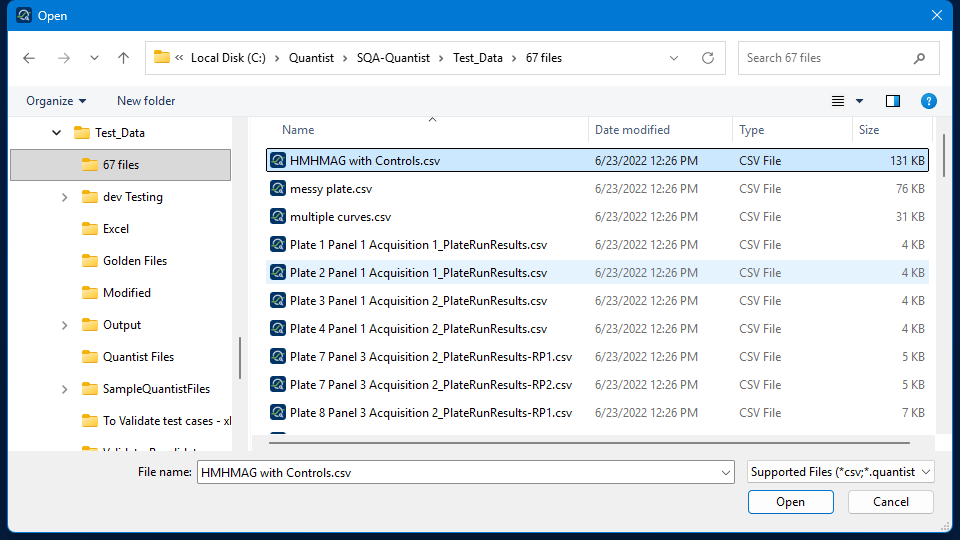 Open
« Local Disk (C:) > Quantist > SQA-Quantist > Test_Data > 67 files
Search 67 files
Organize
New folder
?
Test_Data
67 files
dev Testing
Excel
Golden Files
Modified
Output
Quantist Files
SampleQuantistFiles
To Validate test cases - xl
Name Date modified Type Size
HMHMAG with Controls.csv 6/23/2022 12:26 PM CSV File 131 KB
messy plate.csv 6/23/2022 12:26 PM CSV File 76 KB
multiple curves.csv 6/23/2022 12:26 PM CSV File 31 KB
Plate 1 Panel 1 Acquisition 1_PlateRunResults.csv 6/23/2022 12:26 PM CSV File 4 KB
Plate 2 Panel 1 Acquisition 1_PlateRunResults.csv 6/23/2022 12:26 PM CSV File 4 KB
Plate 3 Panel 1 Acquisition 2_PlateRunResults.csv 6/23/2022 12:26 PM CSV File 4 KB
Plate 4 Panel 1 Acquisition 2_PlateRunResults.csv 6/23/2022 12:26 PM CSV File 4 KB
Plate 7 Panel 3 Acquisition 2_PlateRunResults-RP1.csv 6/23/2022 12:26 PM CSV File 5 KB
Plate 7 Panel 3 Acquisition 2_PlateRunResults-RP2.csv 6/23/2022 12:26 PM CSV File 5 KB
Plate 8 Panel 3 Acquisition 2_PlateRunResults-RP1.csv 6/23/2022 12:26 PM CSV File 7 KB
File name: HMHMAG with Controls.csv
Supported Files (*csv;*.quantist
Open
Cancel